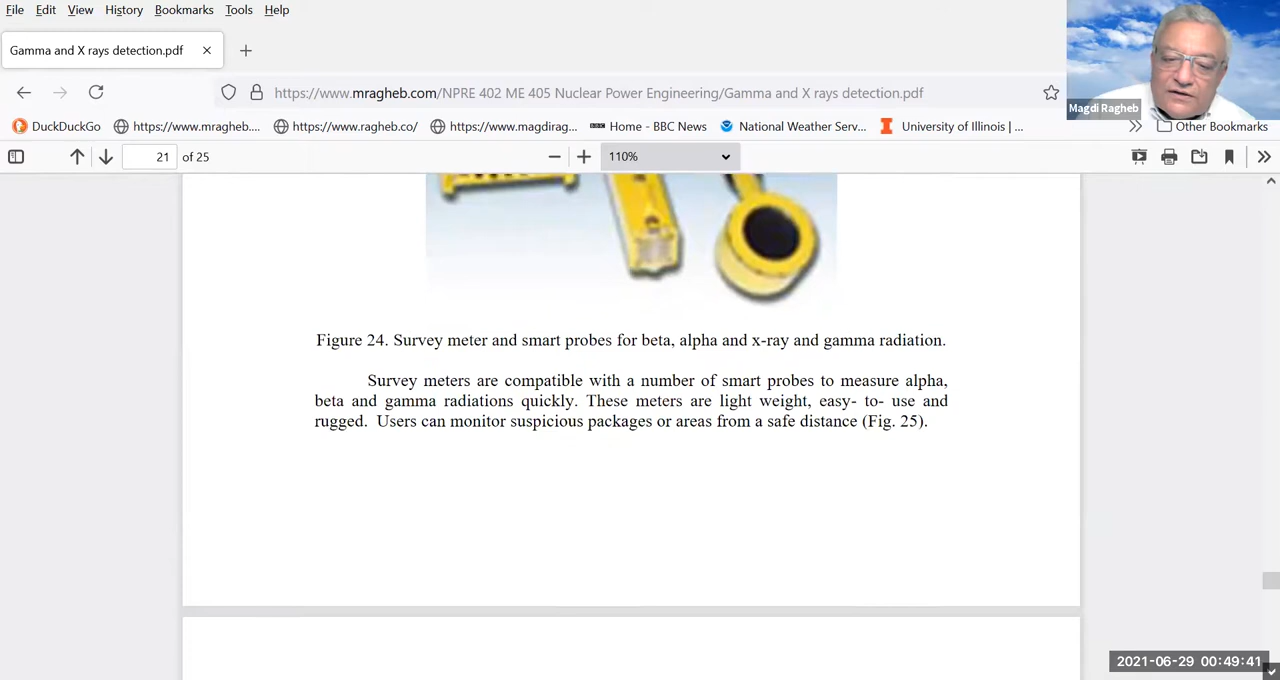 File Edit View History Bookmarks Tools Help
Gamma and X rays detection.pdf
https://www.mragheb.com/NPRE 402 ME 405 Nuclear Power Engineering/Gamma and X rays detection.pdf
Magdi Ragheb
DuckDuckGo https://www.mragheb.... https://www.ragheb.co/ https://www.magdirag... BBC Home - BBC News National Weather Serv... I University of Illinois |... Other Bookmarks
21 of 25 110%
Figure 24. Survey meter and smart probes for beta, alpha and x-ray and gamma radiation.
Survey meters are compatible with a number of smart probes to measure alpha,
beta and gamma radiations quickly. These meters are light weight, easy- to- use and
rugged. Users can monitor suspicious packages or areas from a safe distance (Fig. 25).
2021-06-29 00:49:41